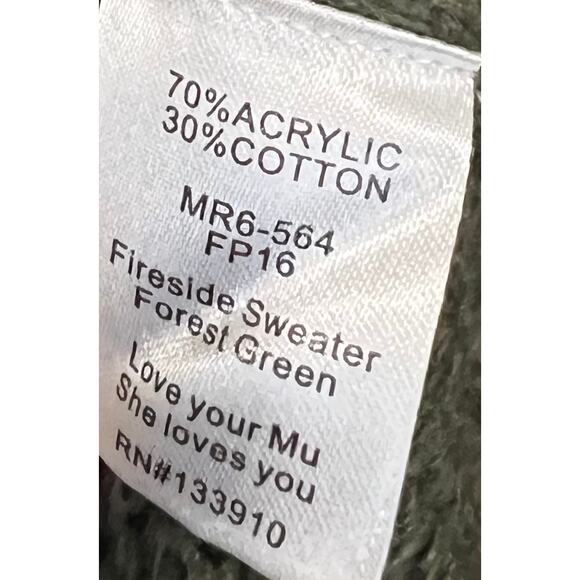 70%ACRYLIC
30%COTTON
MR6-564
FP16
Fireside Sweater
Forest Green
Love your Mu
She loves you
RN#133910